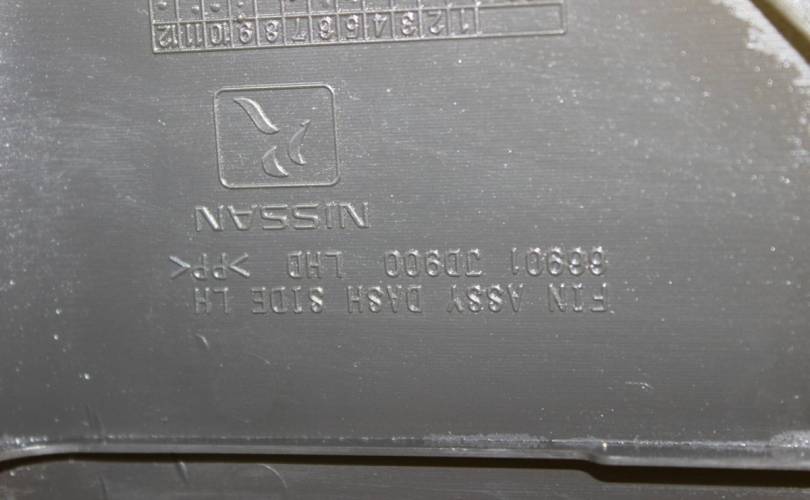 FIN ASSY DASH SIDE LH
66901 JD900 LHD >PP<
NISSAN
1 2 3 4 5 6 7 8 9 10 11 12